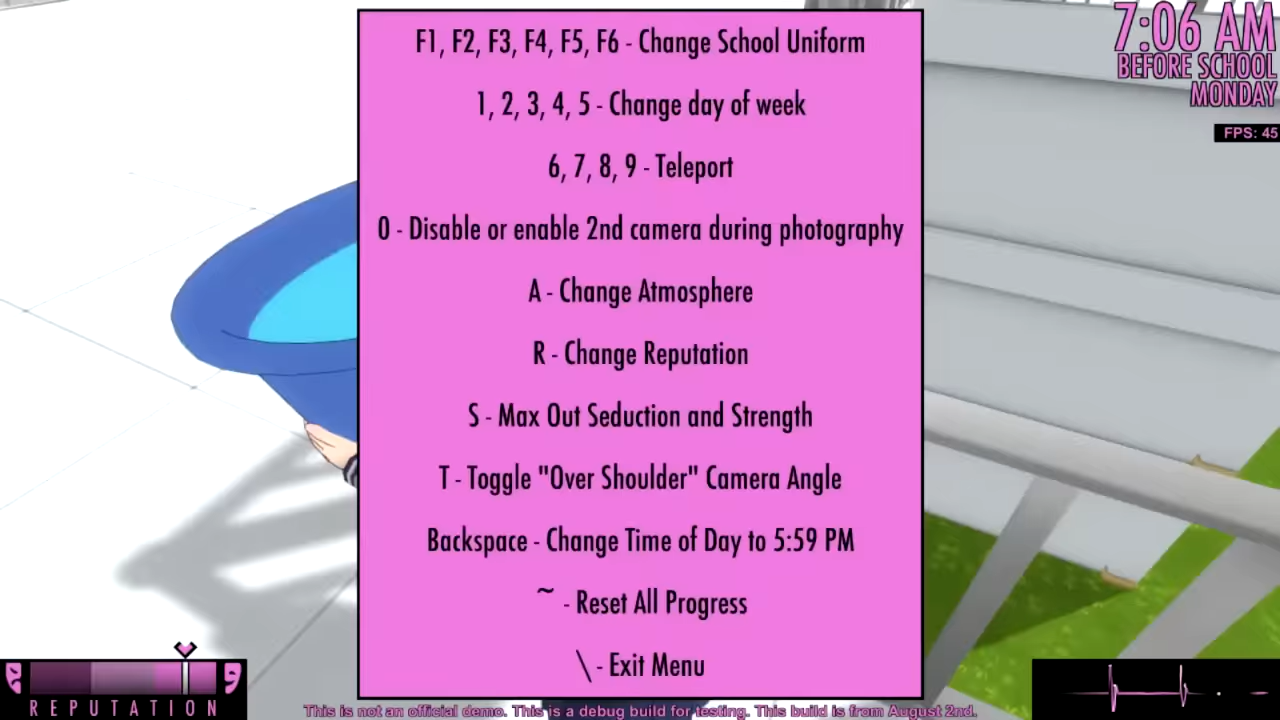 F1, F2, F3, F4, F5, F6 - Change School Uniform
1, 2, 3, 4, 5 - Change day of week
6, 7, 8, 9 - Teleport
0 - Disable or enable 2nd camera during photography
A - Change Atmosphere
R - Change Reputation
S - Max Out Seduction and Strength
T - Toggle "Over Shoulder" Camera Angle
Backspace - Change Time of Day to 5:59 PM
~ - Reset All Progress
\ - Exit Menu
7:06 AM
BEFORE SCHOOL
MONDAY
FPS: 45
REPUTATION
This is not an official demo. This is a debug build for testing. This build is from August 2nd.